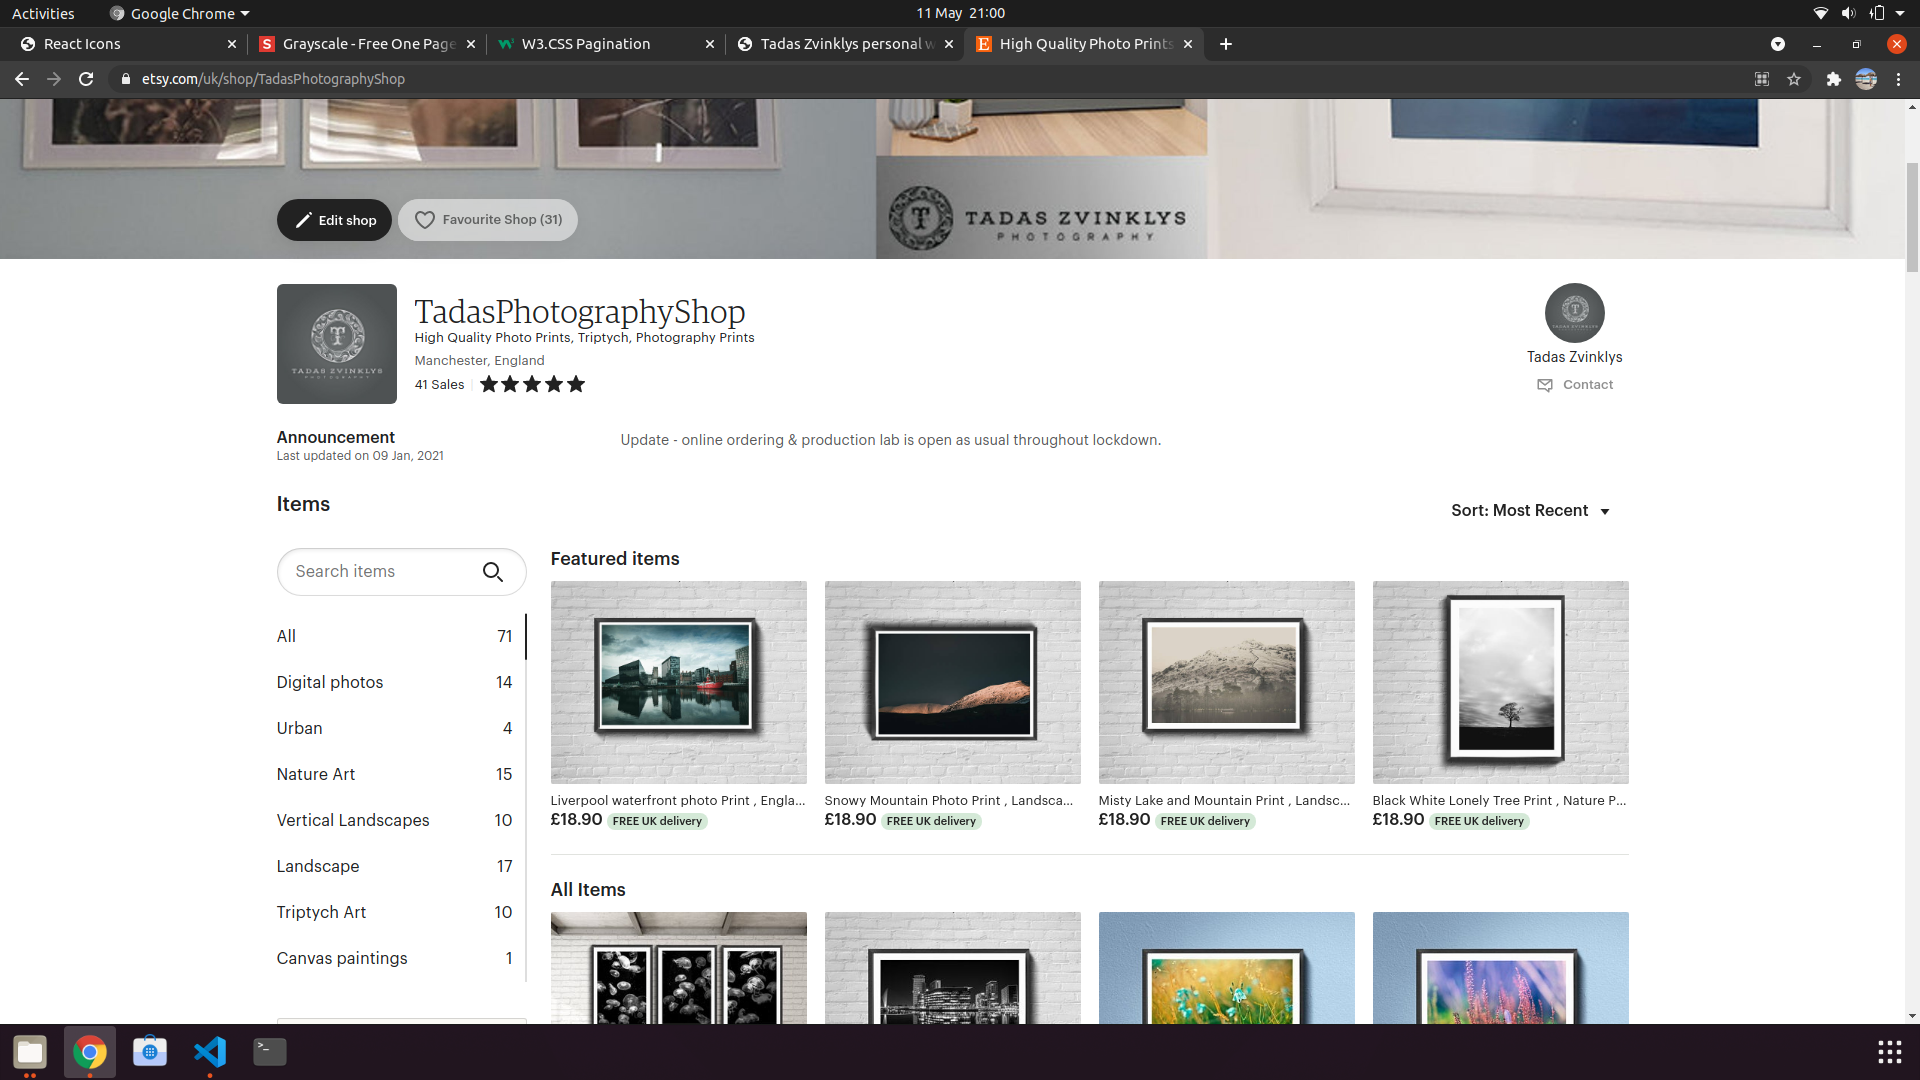 Activities
Google Chrome
11 May 21:00
React Icons
Grayscale - Free One Page
W3.CSS Pagination
Tadas Zvinklys personal w
High Quality Photo Prints
etsy.com/uk/shop/TadasPhotographyShop
Edit shop
Favourite Shop (31)
TADAS ZVINKLYS
PHOTOGRAPHY
TADAS ZVINKLYS
PHOTOGRAPHY
TadasPhotographyShop
High Quality Photo Prints, Triptych, Photography Prints
Manchester, England
41 Sales
TADAS ZVINKLYS
Tadas Zvinklys
Contact
Announcement
Last updated on 09 Jan, 2021
Update - online ordering & production lab is open as usual throughout lockdown.
Items
Sort: Most Recent
Search items
All 71
Digital photos 14
Urban 4
Nature Art 15
Vertical Landscapes 10
Landscape 17
Triptych Art 10
Canvas paintings 1
Featured items
Liverpool waterfront photo Print , Engla...
£18.90 FREE UK delivery
Snowy Mountain Photo Print , Landsca...
£18.90 FREE UK delivery
Misty Lake and Mountain Print , Landsc...
£18.90 FREE UK delivery
Black White Lonely Tree Print , Nature P...
£18.90 FREE UK delivery
All Items